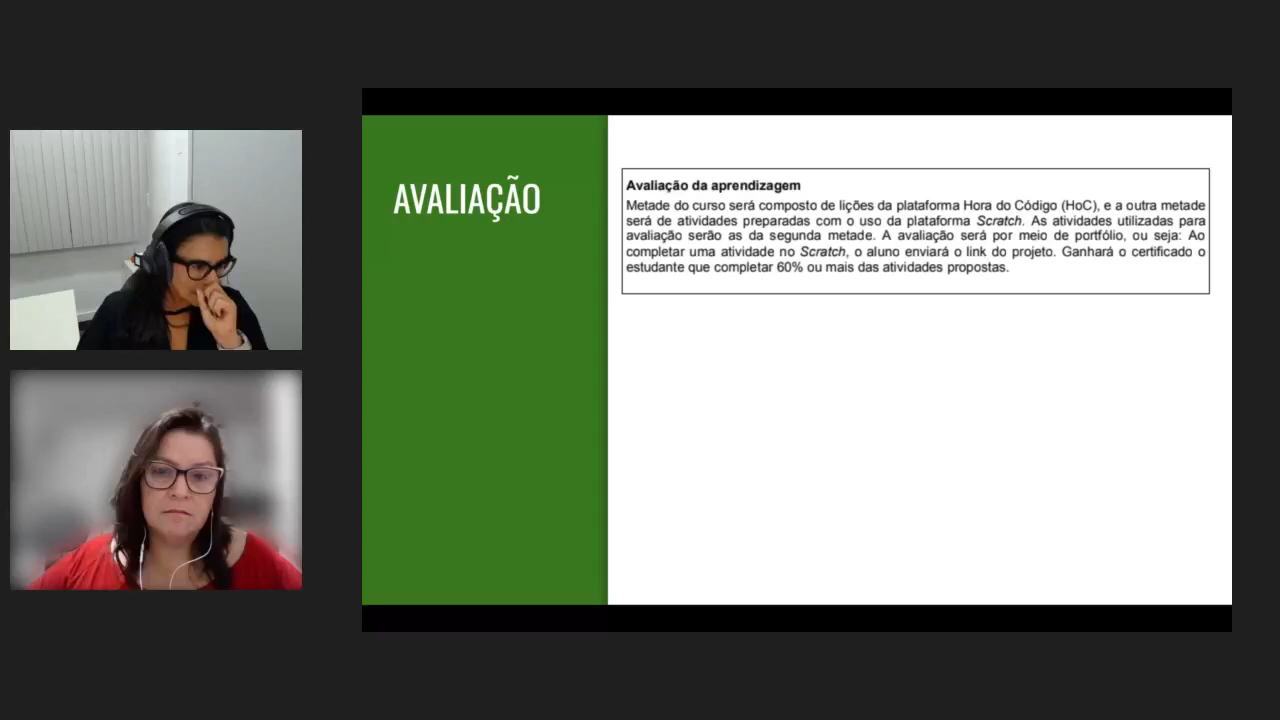 AVALIAÇÃO
Avaliação da aprendizagem
Metade do curso será composto de lições da plataforma Hora do Código (HoC), e a outra metade
será de atividades preparadas com o uso da plataforma Scratch. As atividades utilizadas para
avaliação serão as da segunda metade. A avaliação será por meio de portfólio, ou seja: Ao
completar uma atividade no Scratch, o aluno enviará o link do projeto. Ganhará o certificado o
estudante que completar 60% ou mais das atividades propostas.